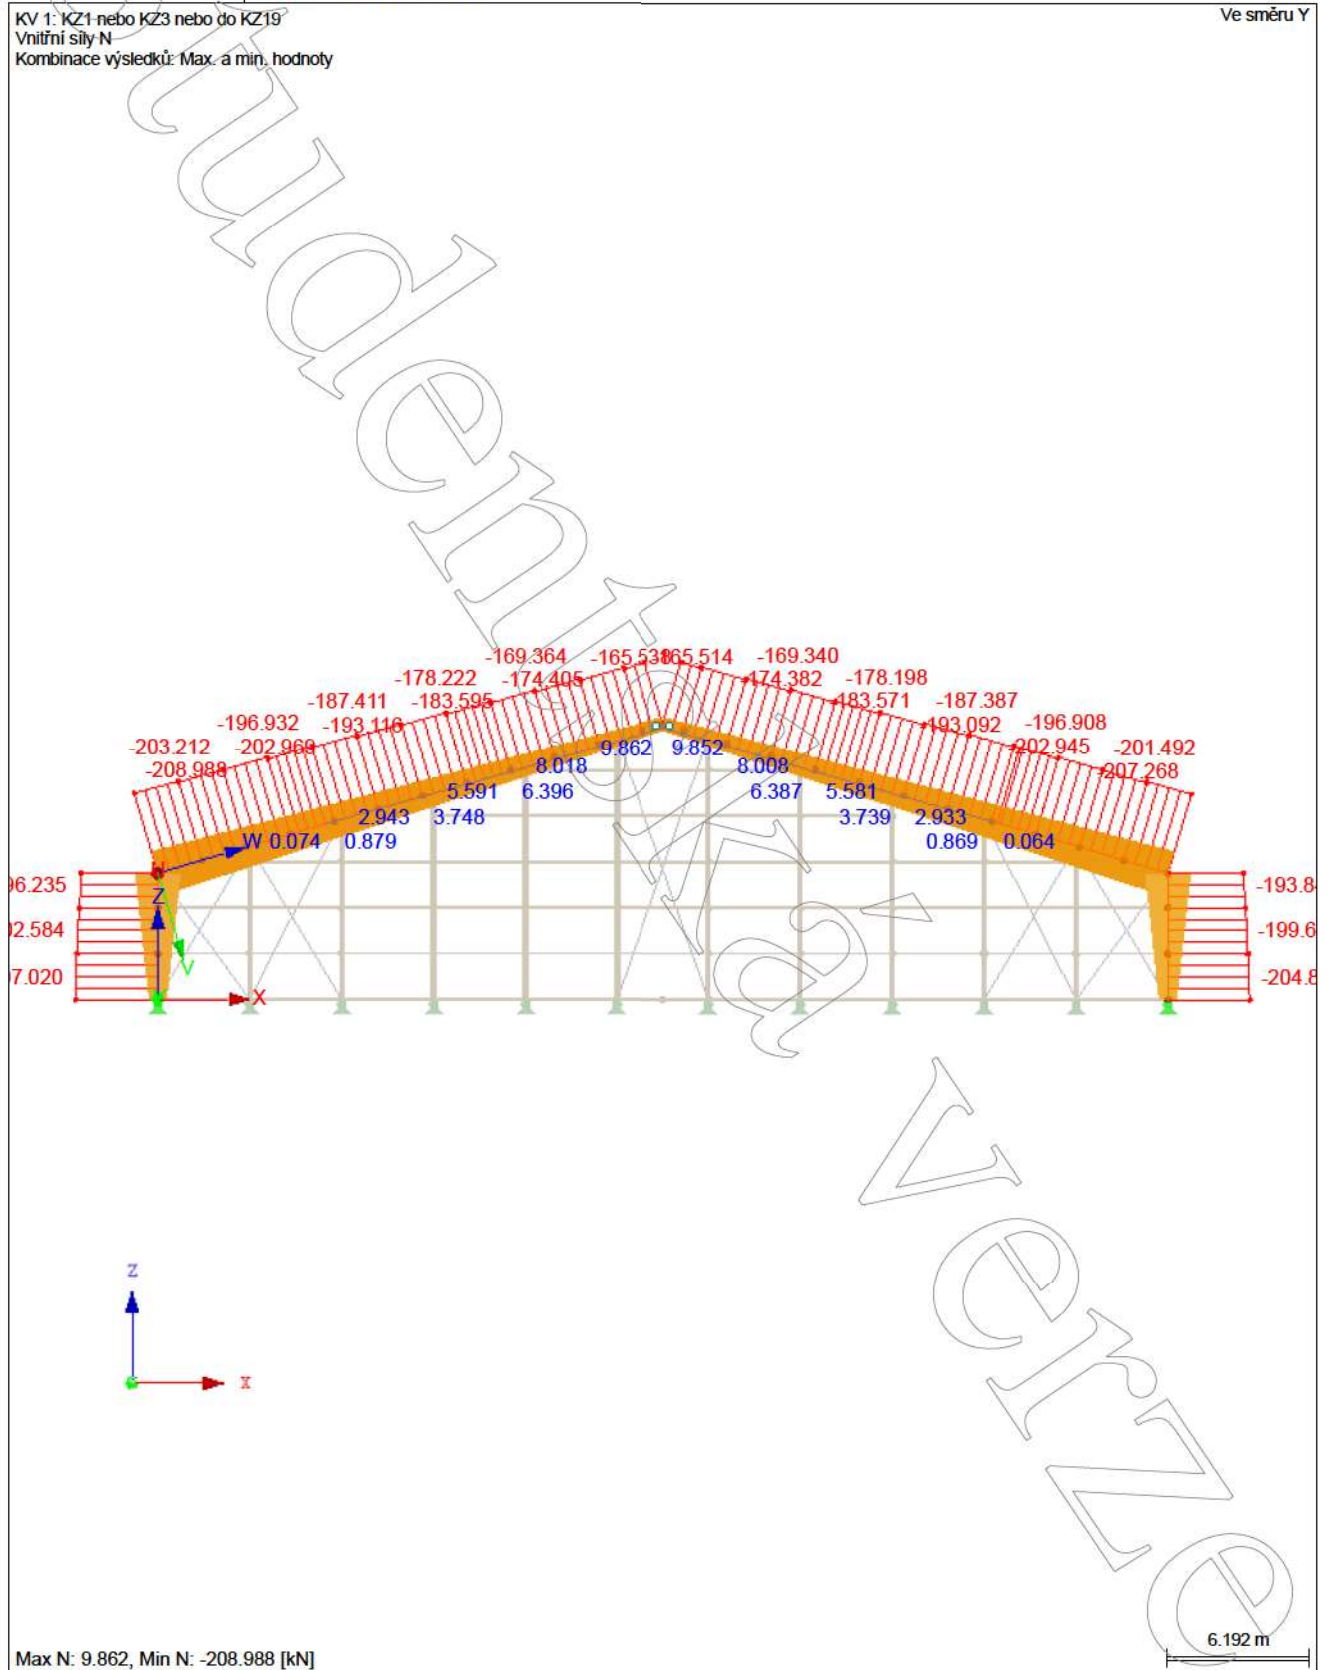 KV 1: KZ1 nebo KZ3 nebo do KZ19
Ve směru Y
Vnitřní síly N
Kombinace výsledků: Max. a min. hodnoty
Studentská verze
-169.364 -165.538 -165.514 -169.340
-178.222 -174.405 -174.382 -178.198
-187.411 -183.595 -183.571 -187.387
-196.932 -193.116 -193.092 -196.908
-203.212 -202.969 -202.945 -201.492
-208.988 -207.268
9.862 9.852
8.018 8.008
5.591 6.396 6.387 5.581
2.943 3.748 3.739 2.933
W 0.074 0.879 0.869 0.064
96.235 Z -193.8
02.584 -199.6
V
07.020 -204.8
X
Z
X
6.192 m
Max N: 9.862, Min N: -208.988 [kN]